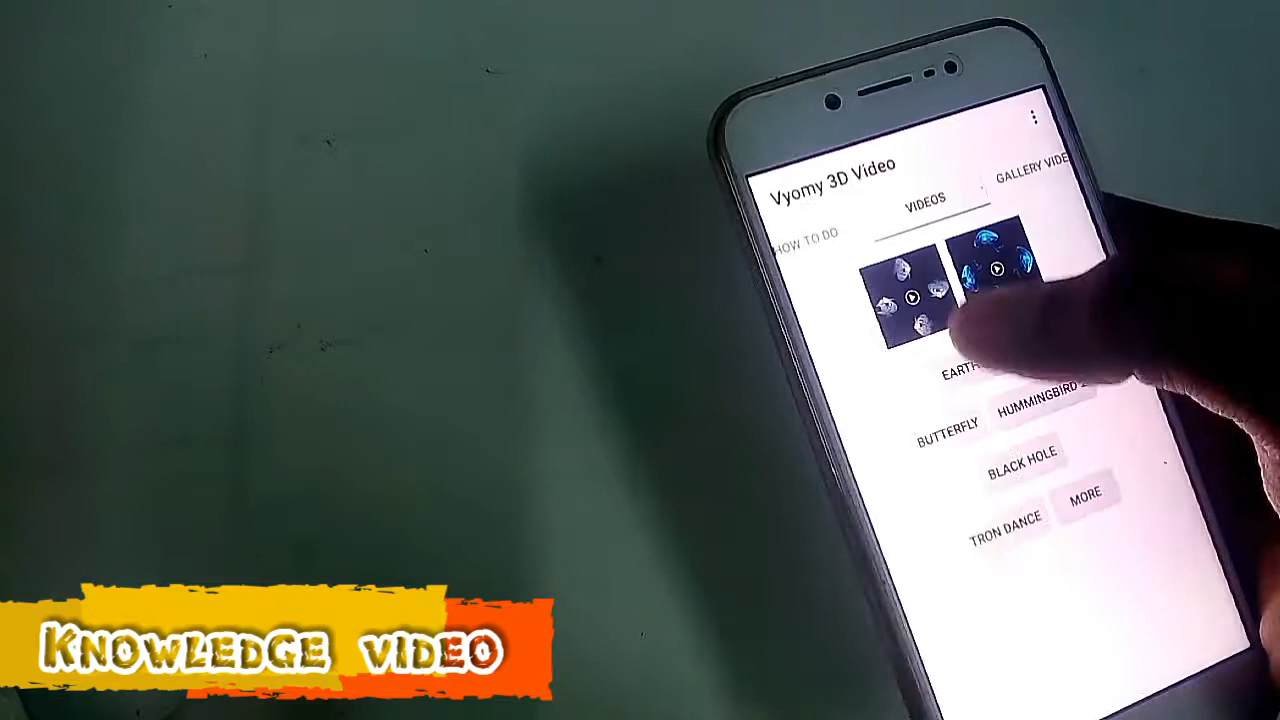 Vyomy 3D Video
HOW TO DO
VIDEOS
GALLERY VIDE
EARTH
BUTTERFLY
HUMMINGBIRD
BLACK HOLE
TRON DANCE
MORE
KNOWLEDGE VIDEO